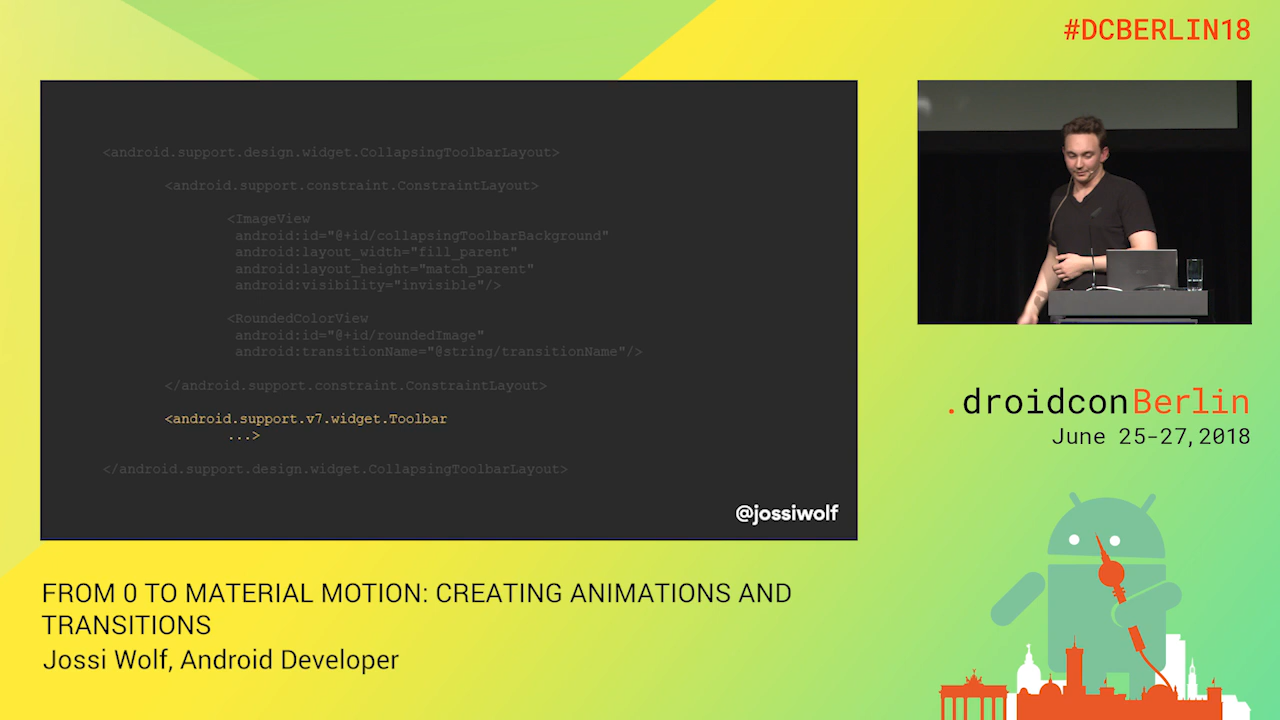 #DCBERLIN18
<android.support.design.widget.CollapsingToolbarLayout>
<android.support.constraint.ConstraintLayout>
<ImageView
android:id="@+id/collapsingToolbarBackground"
android:layout_width="fill_parent"
android:layout_height="match_parent"
android:visibility="invisible"/>
<RoundedColorView
android:id="@+id/roundedImage"
android:transitionName="@string/transitionName"/>
</android.support.constraint.ConstraintLayout>
<android.support.v7.widget.Toolbar
...>
</android.support.design.widget.CollapsingToolbarLayout>
@jossiwolf
.droidconBerlin
June 25-27, 2018
FROM 0 TO MATERIAL MOTION: CREATING ANIMATIONS AND
TRANSITIONS
Jossi Wolf, Android Developer